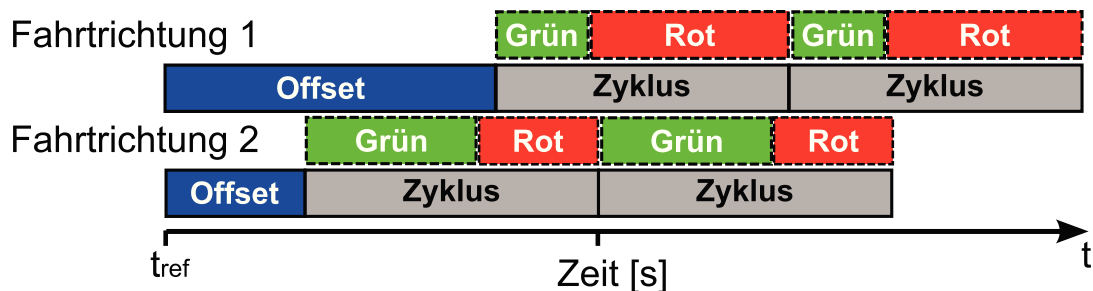 Fahrtrichtung 1 Grün Rot Grün Rot
Offset Zyklus Zyklus
Fahrtrichtung 2 Grün Rot Grün Rot
Offset Zyklus Zyklus
tref Zeit [s] t